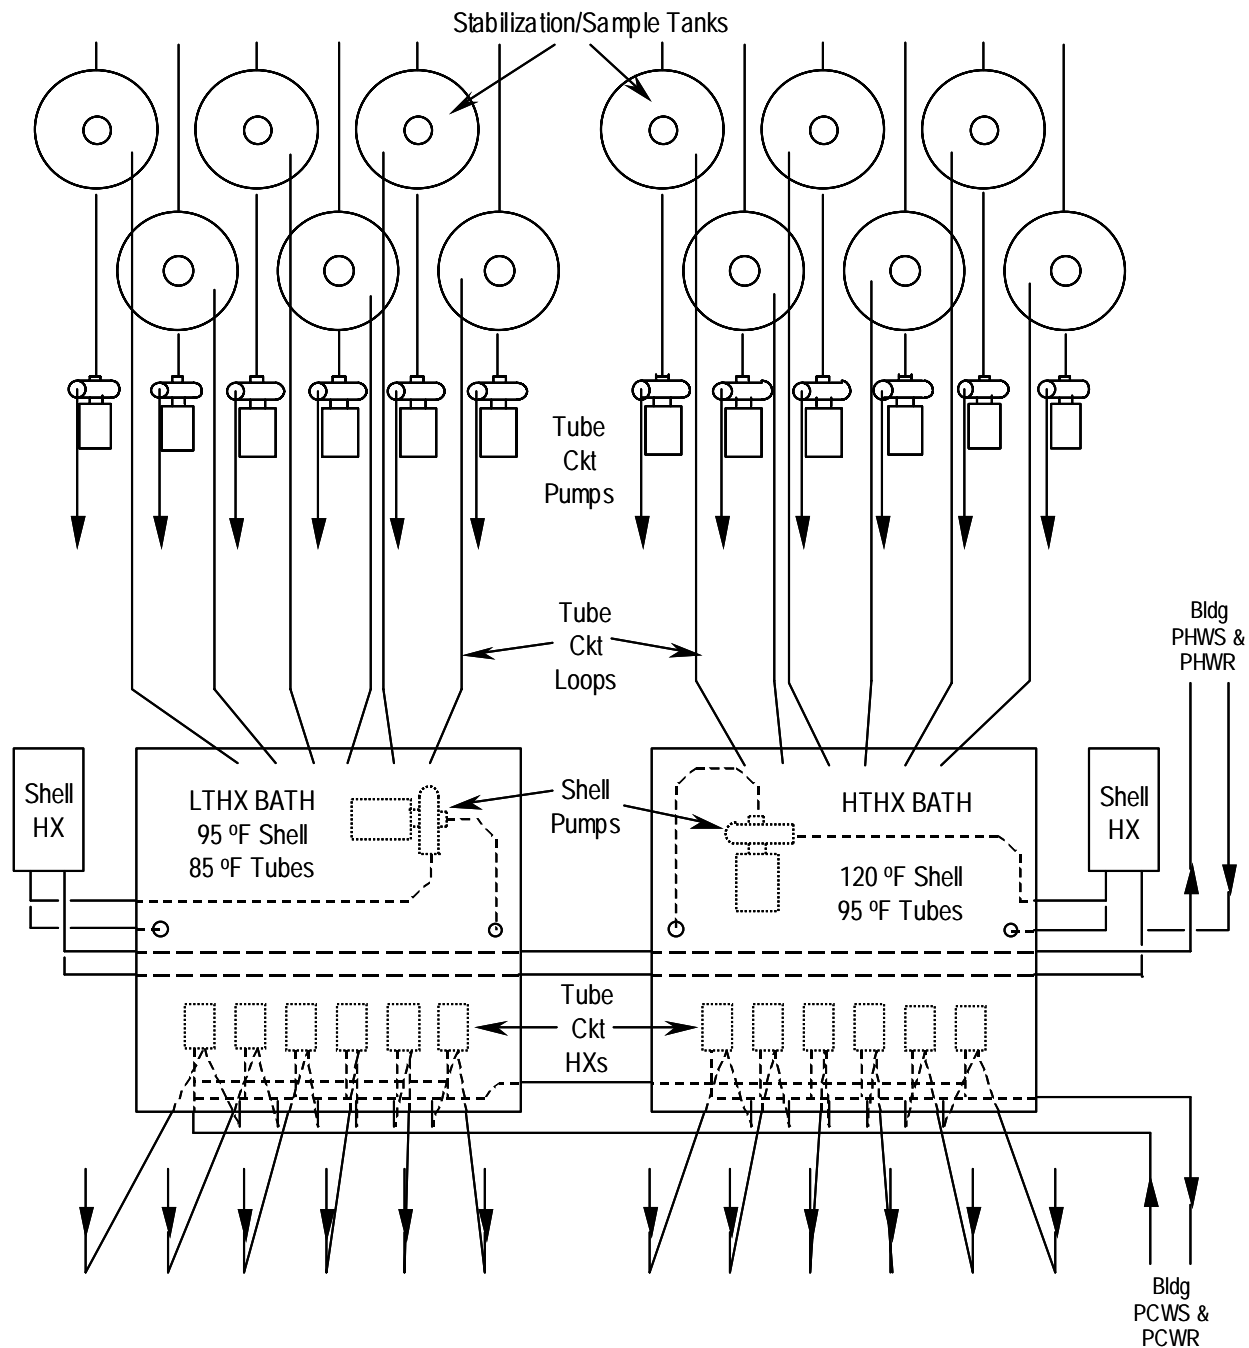 Stabilization/Sample Tanks
Tube
Ckt
Pumps
Tube
Ckt
Loops
Bldg
PHWS &
PHWR
Shell
HX
LTHX BATH
95 ºF Shell
85 ºF Tubes
Shell
Pumps
HTHX BATH
120 ºF Shell
95 ºF Tubes
Shell
HX
Tube
Ckt
HXs
Bldg
PCWS &
PCWR